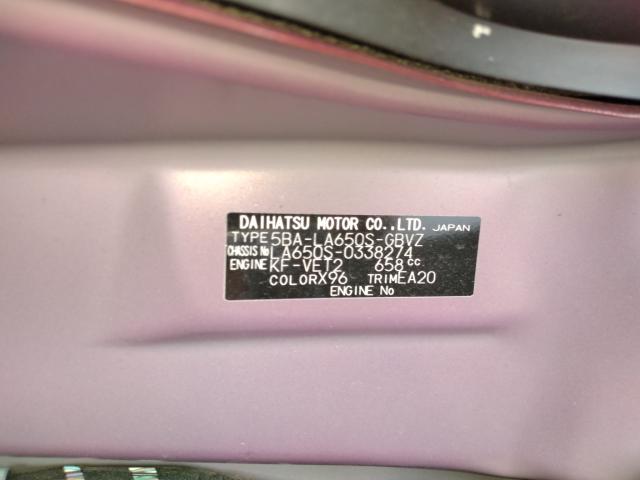 DAIHATSU MOTOR CO.,LTD. JAPAN
TYPE 5BA-LA650S-GBVZ
CHASSIS No LA650S-0338274
ENGINE KF-VET2 658cc
COLOR X96 TRIM EA20
ENGINE No